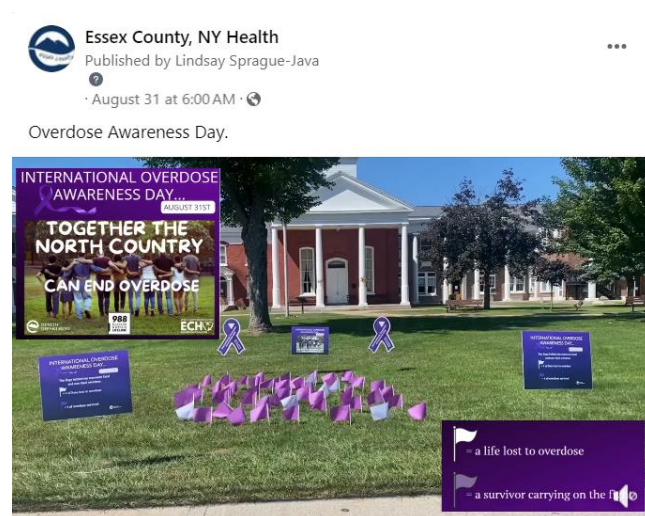 Essex County, NY Health
Published by Lindsay Sprague-Java
· August 31 at 6:00 AM ·
Overdose Awareness Day.
INTERNATIONAL OVERDOSE
AWARENESS DAY...
AUGUST 31ST
TOGETHER THE
NORTH COUNTRY
CAN END OVERDOSE
988
ECH
INTERNATIONAL OVERDOSE
AWARENESS DAY...
INTERNATIONAL OVERDOSE
AWARENESS DAY...
= a life lost to overdose
= a survivor carrying on the